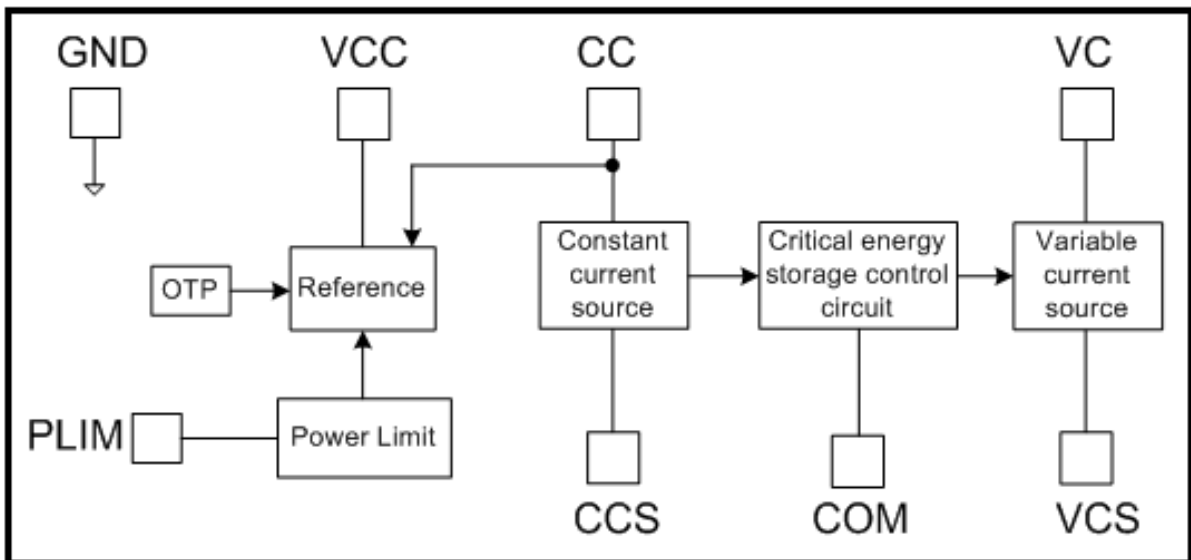 GND
VCC
CC
VC
Constant
current
source
Critical energy
storage control
circuit
Variable
current
source
OTP
Reference
PLIM
Power Limit
CCS
COM
VCS